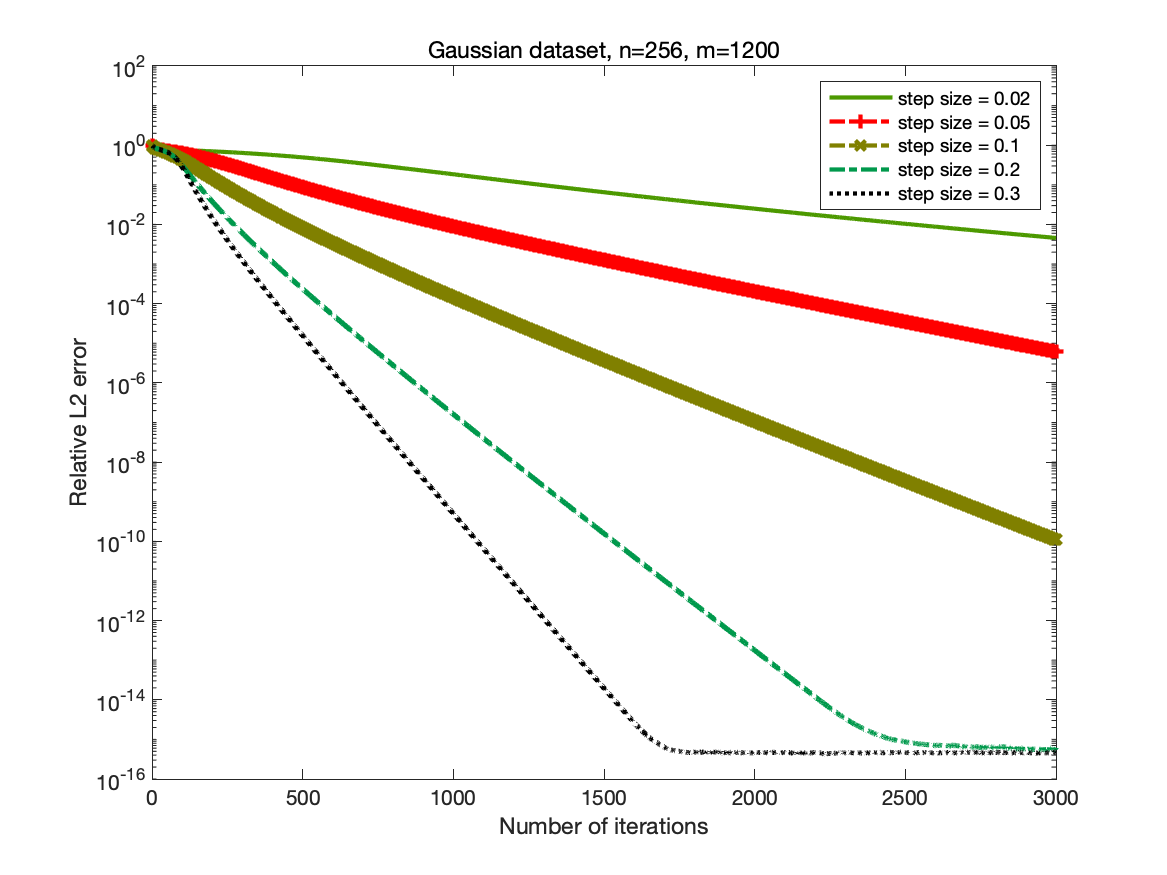 Gaussian dataset, n=256, m=1200
10^2
10^0
10^-2
10^-4
10^-6
10^-8
10^-10
10^-12
10^-14
10^-16
Relative L2 error
step size = 0.02
step size = 0.05
step size = 0.1
step size = 0.2
step size = 0.3
0 500 1000 1500 2000 2500 3000
Number of iterations